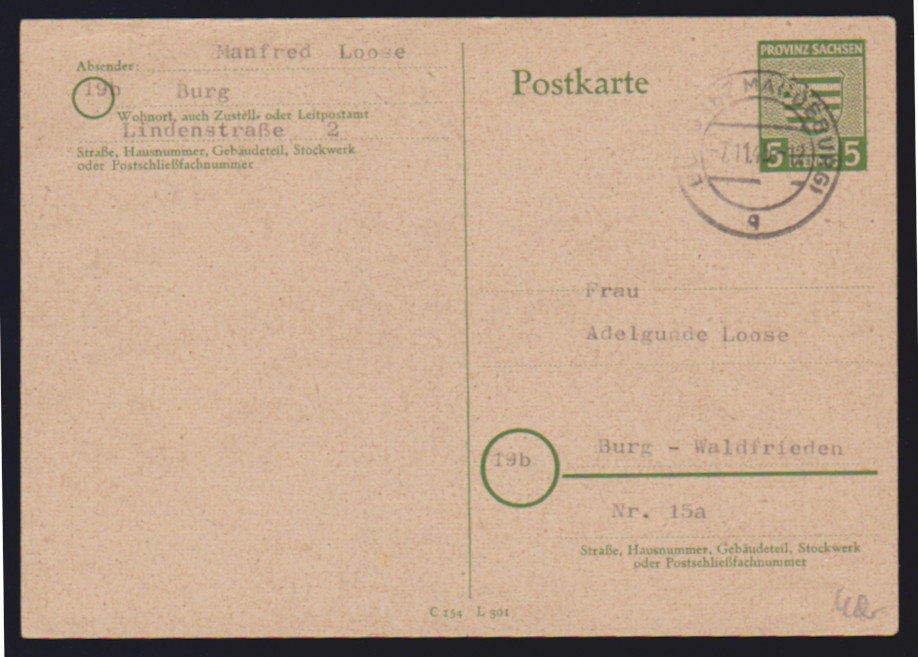 Manfred Loose
Absender:
19b Burg
Wohnort, auch Zustell- oder Leitpostamt
Lindenstraße 2
Straße, Hausnummer, Gebäudeteil, Stockwerk
oder Postschließfachnummer
Postkarte
PROVINZ SACHSEN
5 5
MAGDEBURG
q
Frau
Adelgunde Loose
19b
Burg - Waldfrieden
Nr. 15a
Straße, Hausnummer, Gebäudeteil, Stockwerk
oder Postschließfachnummer
C 154 L 301